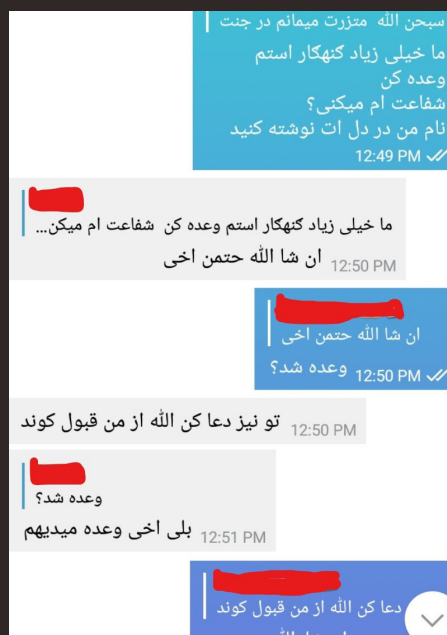 سبحن الله متزرت میمانم در جنت
ما خیلی زیاد گنهگار استم
وعده کن
شفاعت ام میکنی؟
نام من در دل ات نوشته کنید
12:49 PM
ما خیلی زیاد گنهگار استم وعده کن شفاعت ام میکن...
ان شا الله حتمن اخی
12:50 PM
ان شا الله حتمن اخی
وعده شد؟
12:50 PM
تو نیز دعا کن الله از من قبول کوند
12:50 PM
وعده شد؟
بلی اخی وعده میدیهم
12:51 PM
دعا کن الله از من قبول کوند